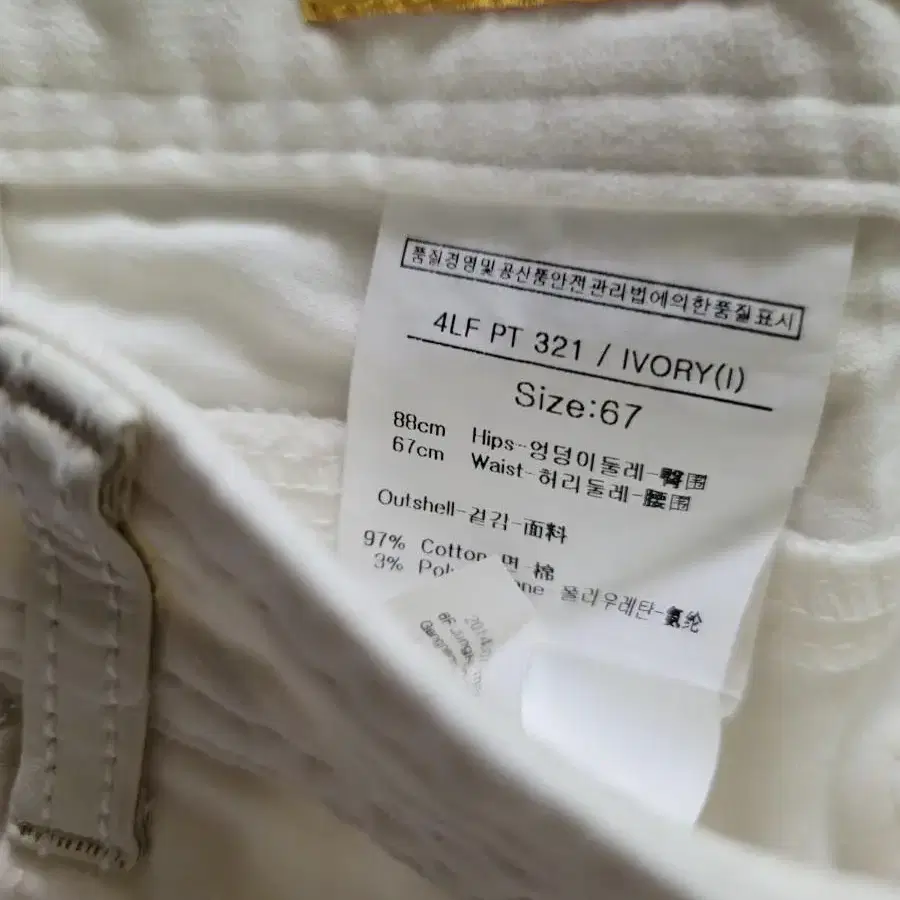 품질경영및공산품안전관리법에의한품질표시
4LF PT 321 / IVORY(I)
Size:67
88cm Hips-엉덩이둘레-臀围
67cm Waist-허리둘레-腰围
Outshell-겉감-面料
97% Cotton 면-棉
3% 폴리우레탄-氨纶